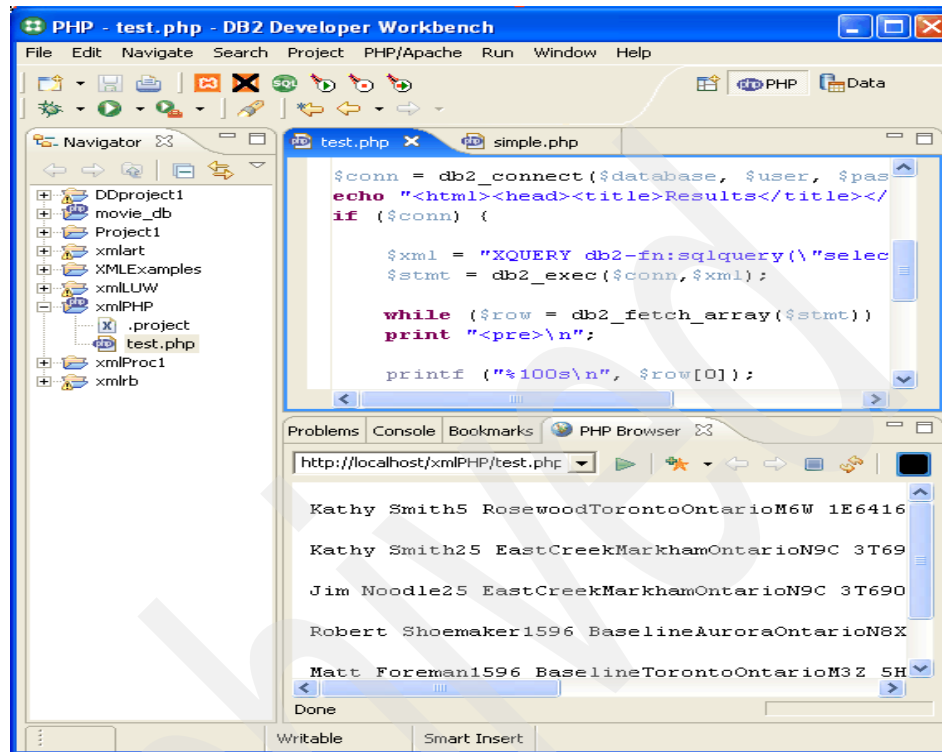 PHP - test.php - DB2 Developer Workbench
File Edit Navigate Search Project PHP/Apache Run Window Help
SQL
PHP Data
Navigator
DDproject1
movie_db
Project1
xmlart
XMLExamples
xmlLUW
xmlPHP
.project
test.php
xmlProc1
xmlrb
test.php simple.php
$conn = db2_connect($database, $user, $pas
echo "<html><head><title>Results</title></
if ($conn) {
$xml = "XQUERY db2-fn:sqlquery(\"selec
$stmt = db2_exec($conn,$xml);
while ($row = db2_fetch_array($stmt))
print "<pre>\n";
printf ("%100s\n", $row[0]);
Problems Console Bookmarks PHP Browser
http://localhost/xmlPHP/test.php
Kathy Smith5 RosewoodTorontoOntarioM6W 1E6416
Kathy Smith25 EastCreekMarkhamOntarioN9C 3T69
Jim Noodle25 EastCreekMarkhamOntarioN9C 3T690
Robert Shoemaker1596 BaselineAuroraOntarioN8X
Matt Foreman1596 BaselineTorontoOntarioM3Z 5H
Done
Writable Smart Insert